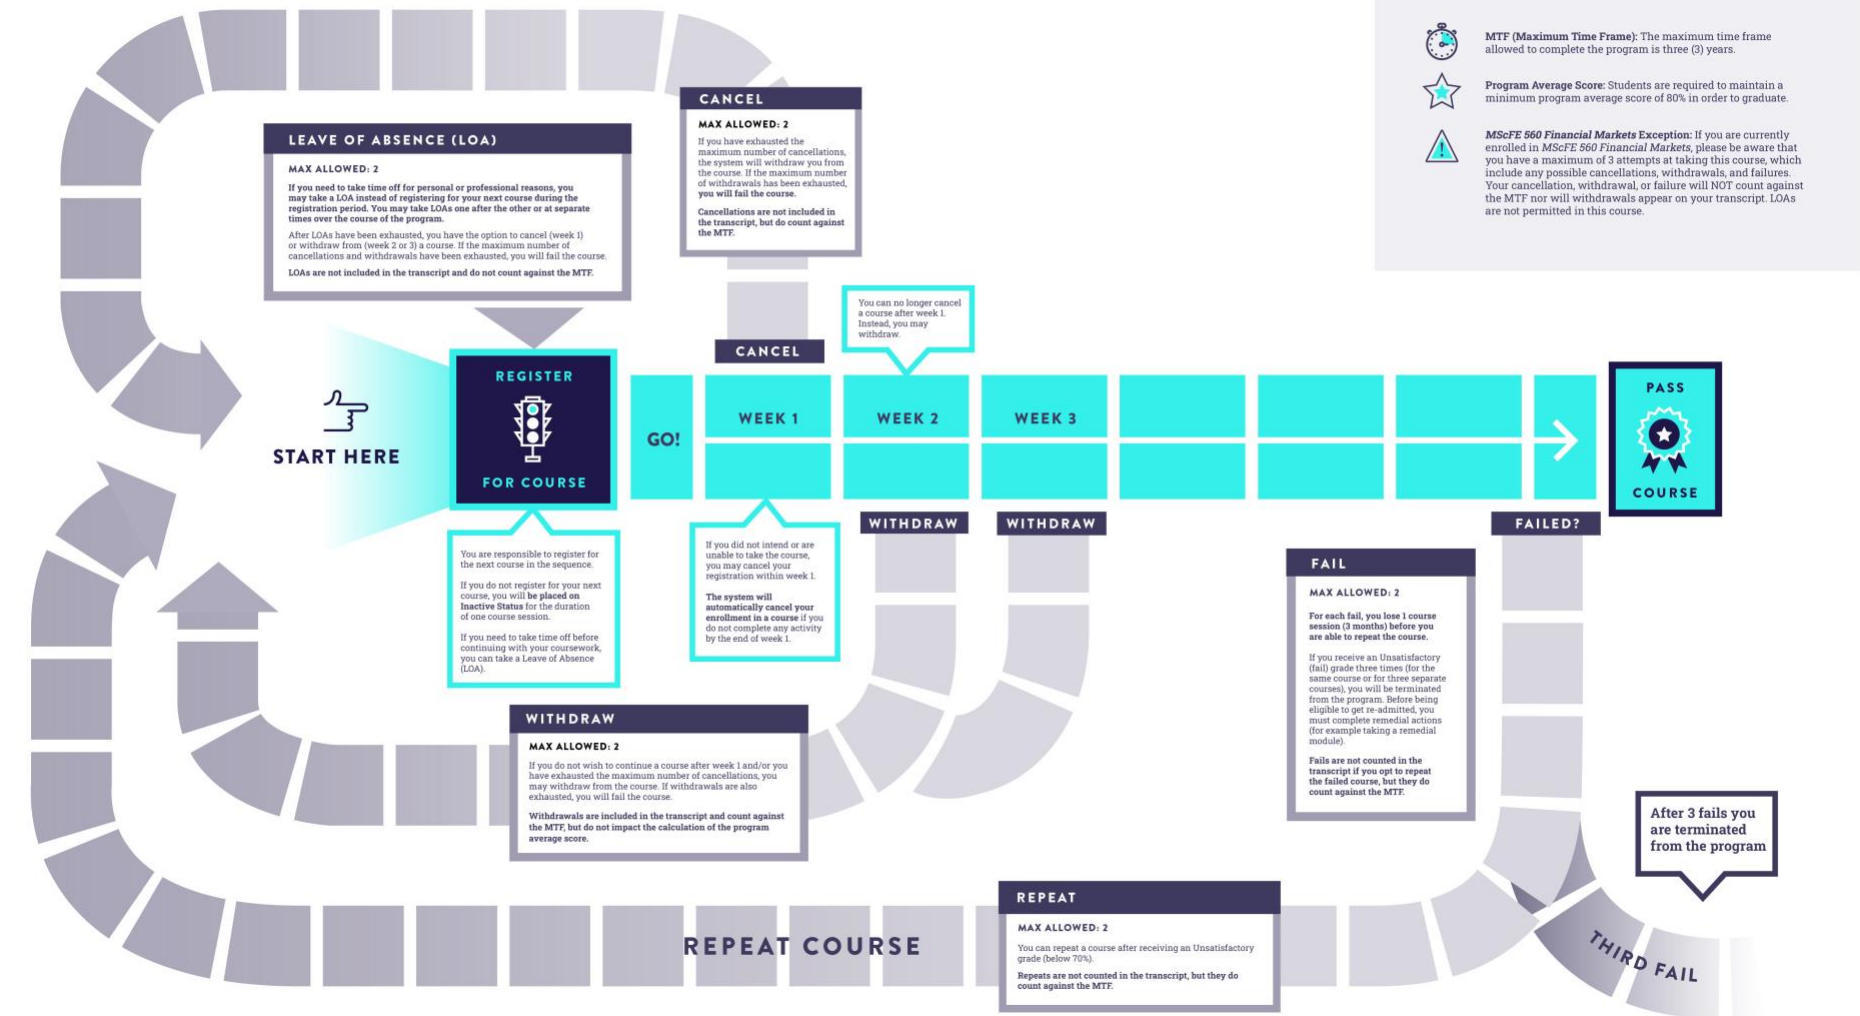 MTF (Maximum Time Frame): The maximum time frame
allowed to complete the program is three (3) years.
Program Average Score: Students are required to maintain a
minimum program average score of 80% in order to graduate.
MScFE 560 Financial Markets Exception: If you are currently
enrolled in MScFE 560 Financial Markets, please be aware that
you have a maximum of 3 attempts at taking this course, which
include any possible cancellations, withdrawals, and failures.
Your cancellation, withdrawal, or failure will NOT count against
the MTF nor will withdrawals appear on your transcript. LOAs
are not permitted in this course.
CANCEL
MAX ALLOWED: 2
If you have exhausted the
maximum number of cancellations,
the system will withdraw you from
the course. If the maximum number
of withdrawals has been exhausted,
you will fail the course.
Cancellations are not included in
the transcript, but do count against
the MTF.
LEAVE OF ABSENCE (LOA)
MAX ALLOWED: 2
If you need to take time off for personal or professional reasons, you
may take a LOA instead of registering for your next course during the
registration period. You may take LOAs one after the other or at separate
times over the course of the program.
After LOAs have been exhausted, you have the option to cancel (week 1)
or withdraw from (week 2 or 3) a course. If the maximum number of
cancellations and withdrawals have been exhausted, you will fail the course.
LOAs are not included in the transcript and do not count against the MTF.
You can no longer cancel
a course after week 1.
Instead, you may
withdraw.
CANCEL
START HERE
REGISTER
FOR COURSE
GO!
WEEK 1
WEEK 2
WEEK 3
PASS
COURSE
WITHDRAW
WITHDRAW
FAILED?
You are responsible to register for
the next course in the sequence.
If you do not register for your next
course, you will be placed on
Inactive Status for the duration
of one course session.
If you need to take time off before
continuing with your coursework,
you can take a Leave of Absence
(LOA).
If you did not intend or are
unable to take the course,
you may cancel your
registration within week 1.
The system will
automatically cancel your
enrollment in a course if you
do not complete any activity
by the end of week 1.
FAIL
MAX ALLOWED: 2
For each fail, you lose 1 course
session (3 months) before you
are able to repeat the course.
If you receive an Unsatisfactory
(fail) grade three times (for the
same course or for three separate
courses), you will be terminated
from the program. Before being
eligible to get re-admitted, you
must complete remedial actions
(for example taking a remedial
module).
Fails are not counted in the
transcript if you opt to repeat
the failed course, but they do
count against the MTF.
WITHDRAW
MAX ALLOWED: 2
If you do not wish to continue a course after week 1 and/or you
have exhausted the maximum number of cancellations, you
may withdraw from the course. If withdrawals are also
exhausted, you will fail the course.
Withdrawals are included in the transcript and count against
the MTF, but do not impact the calculation of the program
average score.
After 3 fails you
are terminated
from the program
REPEAT COURSE
REPEAT
MAX ALLOWED: 2
You can repeat a course after receiving an Unsatisfactory
grade (below 70%).
Repeats are not counted in the transcript, but they do
count against the MTF.
THIRD FAIL